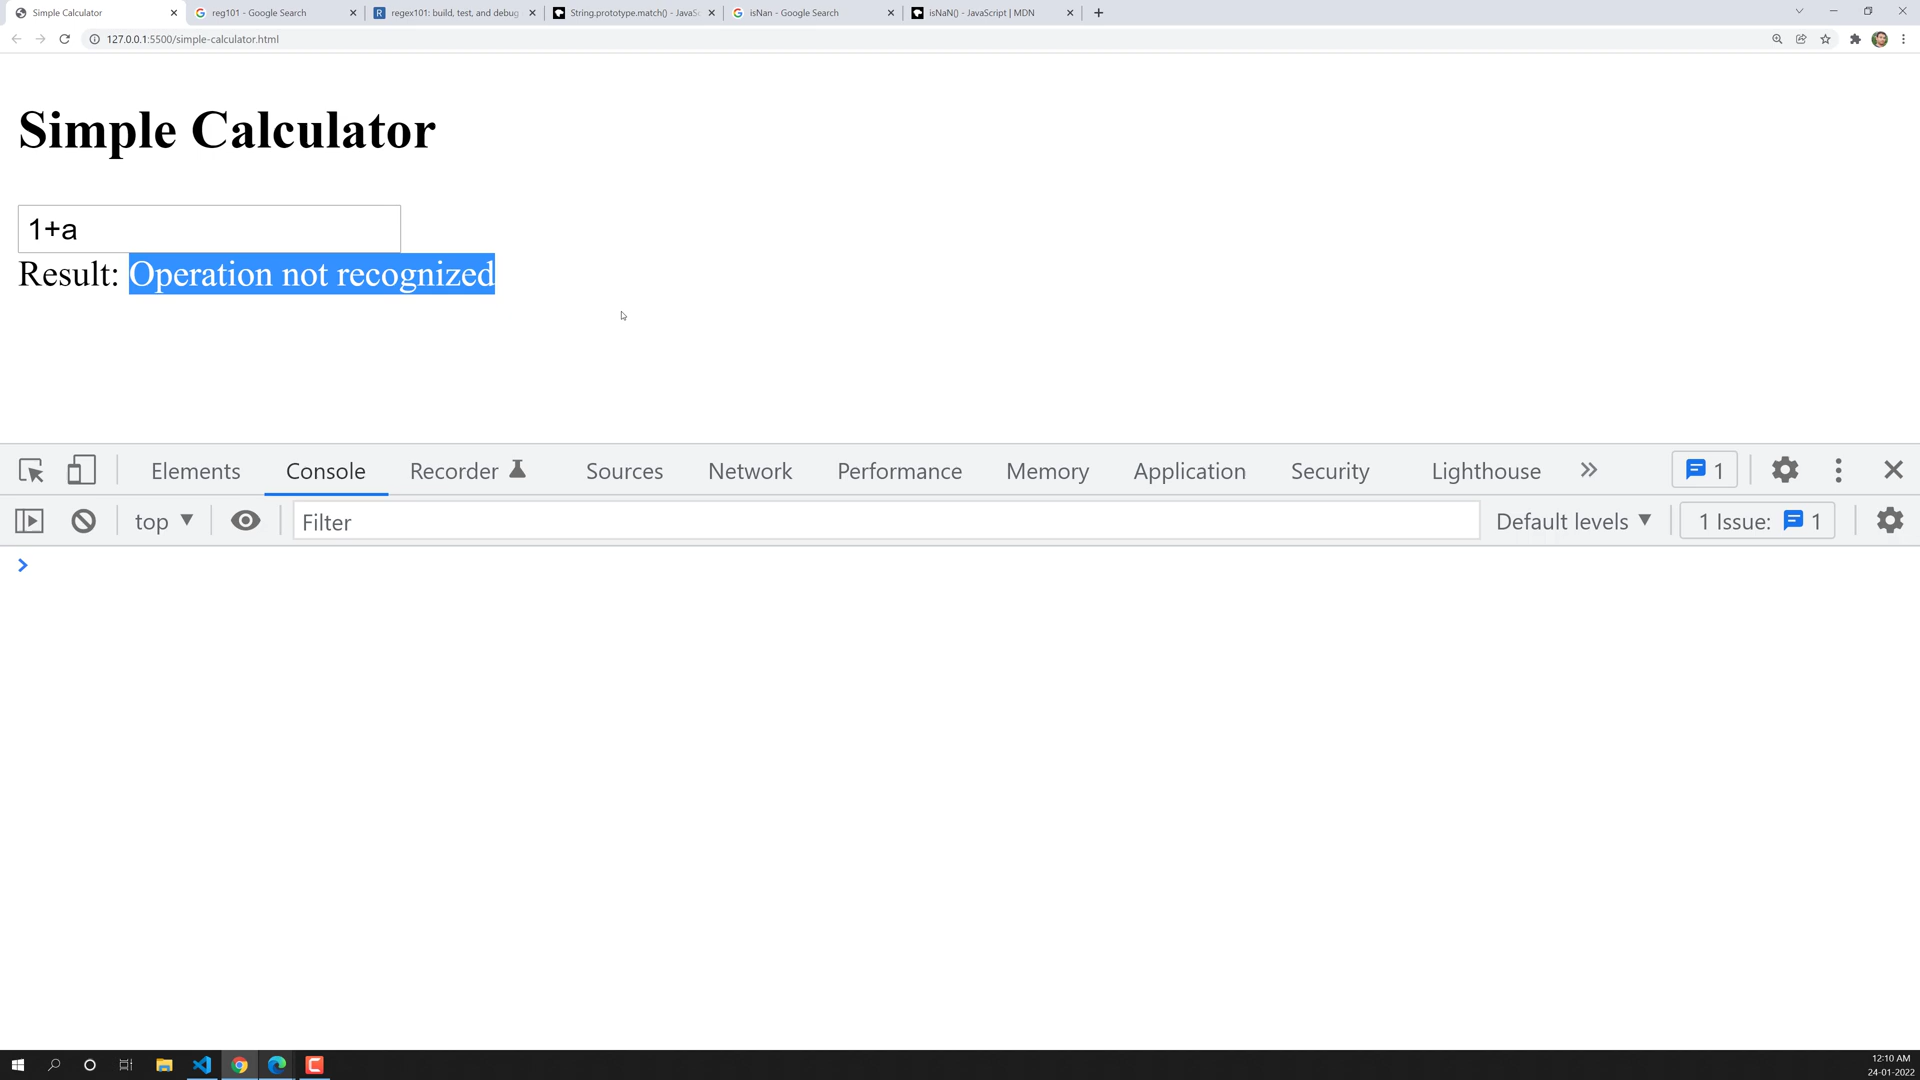 Simple Calculator
reg101 - Google Search
regex101: build, test, and debug
String.prototype.match() - JavaS
isNan - Google Search
isNaN() - JavaScript | MDN
127.0.0.1:5500/simple-calculator.html
Simple Calculator
1+a
Result: Operation not recognized
Elements Console Recorder Sources Network Performance Memory Application Security Lighthouse 1
top Filter Default levels 1 Issue: 1
12:10 AM
24-01-2022